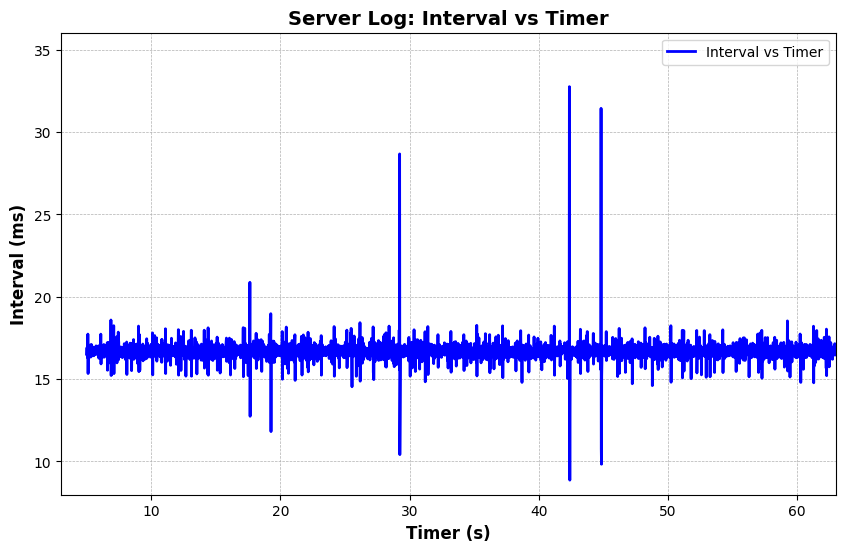 Server Log: Interval vs Timer
Interval vs Timer
Interval (ms)
35
30
25
20
15
10
10 20 30 40 50 60
Timer (s)